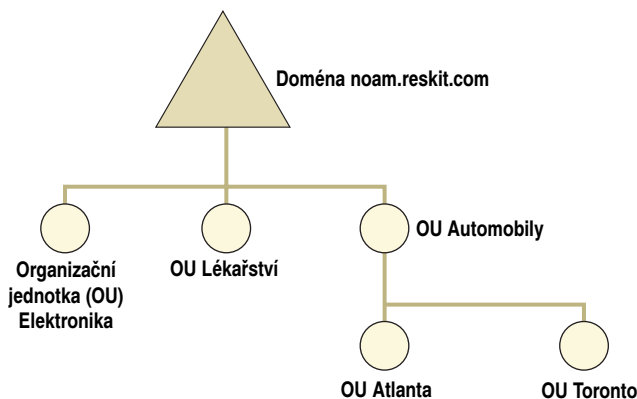 Doména noam.reskit.com
Organizační
jednotka (OU)
Elektronika
OU Lékařství
OU Automobily
OU Atlanta
OU Toronto